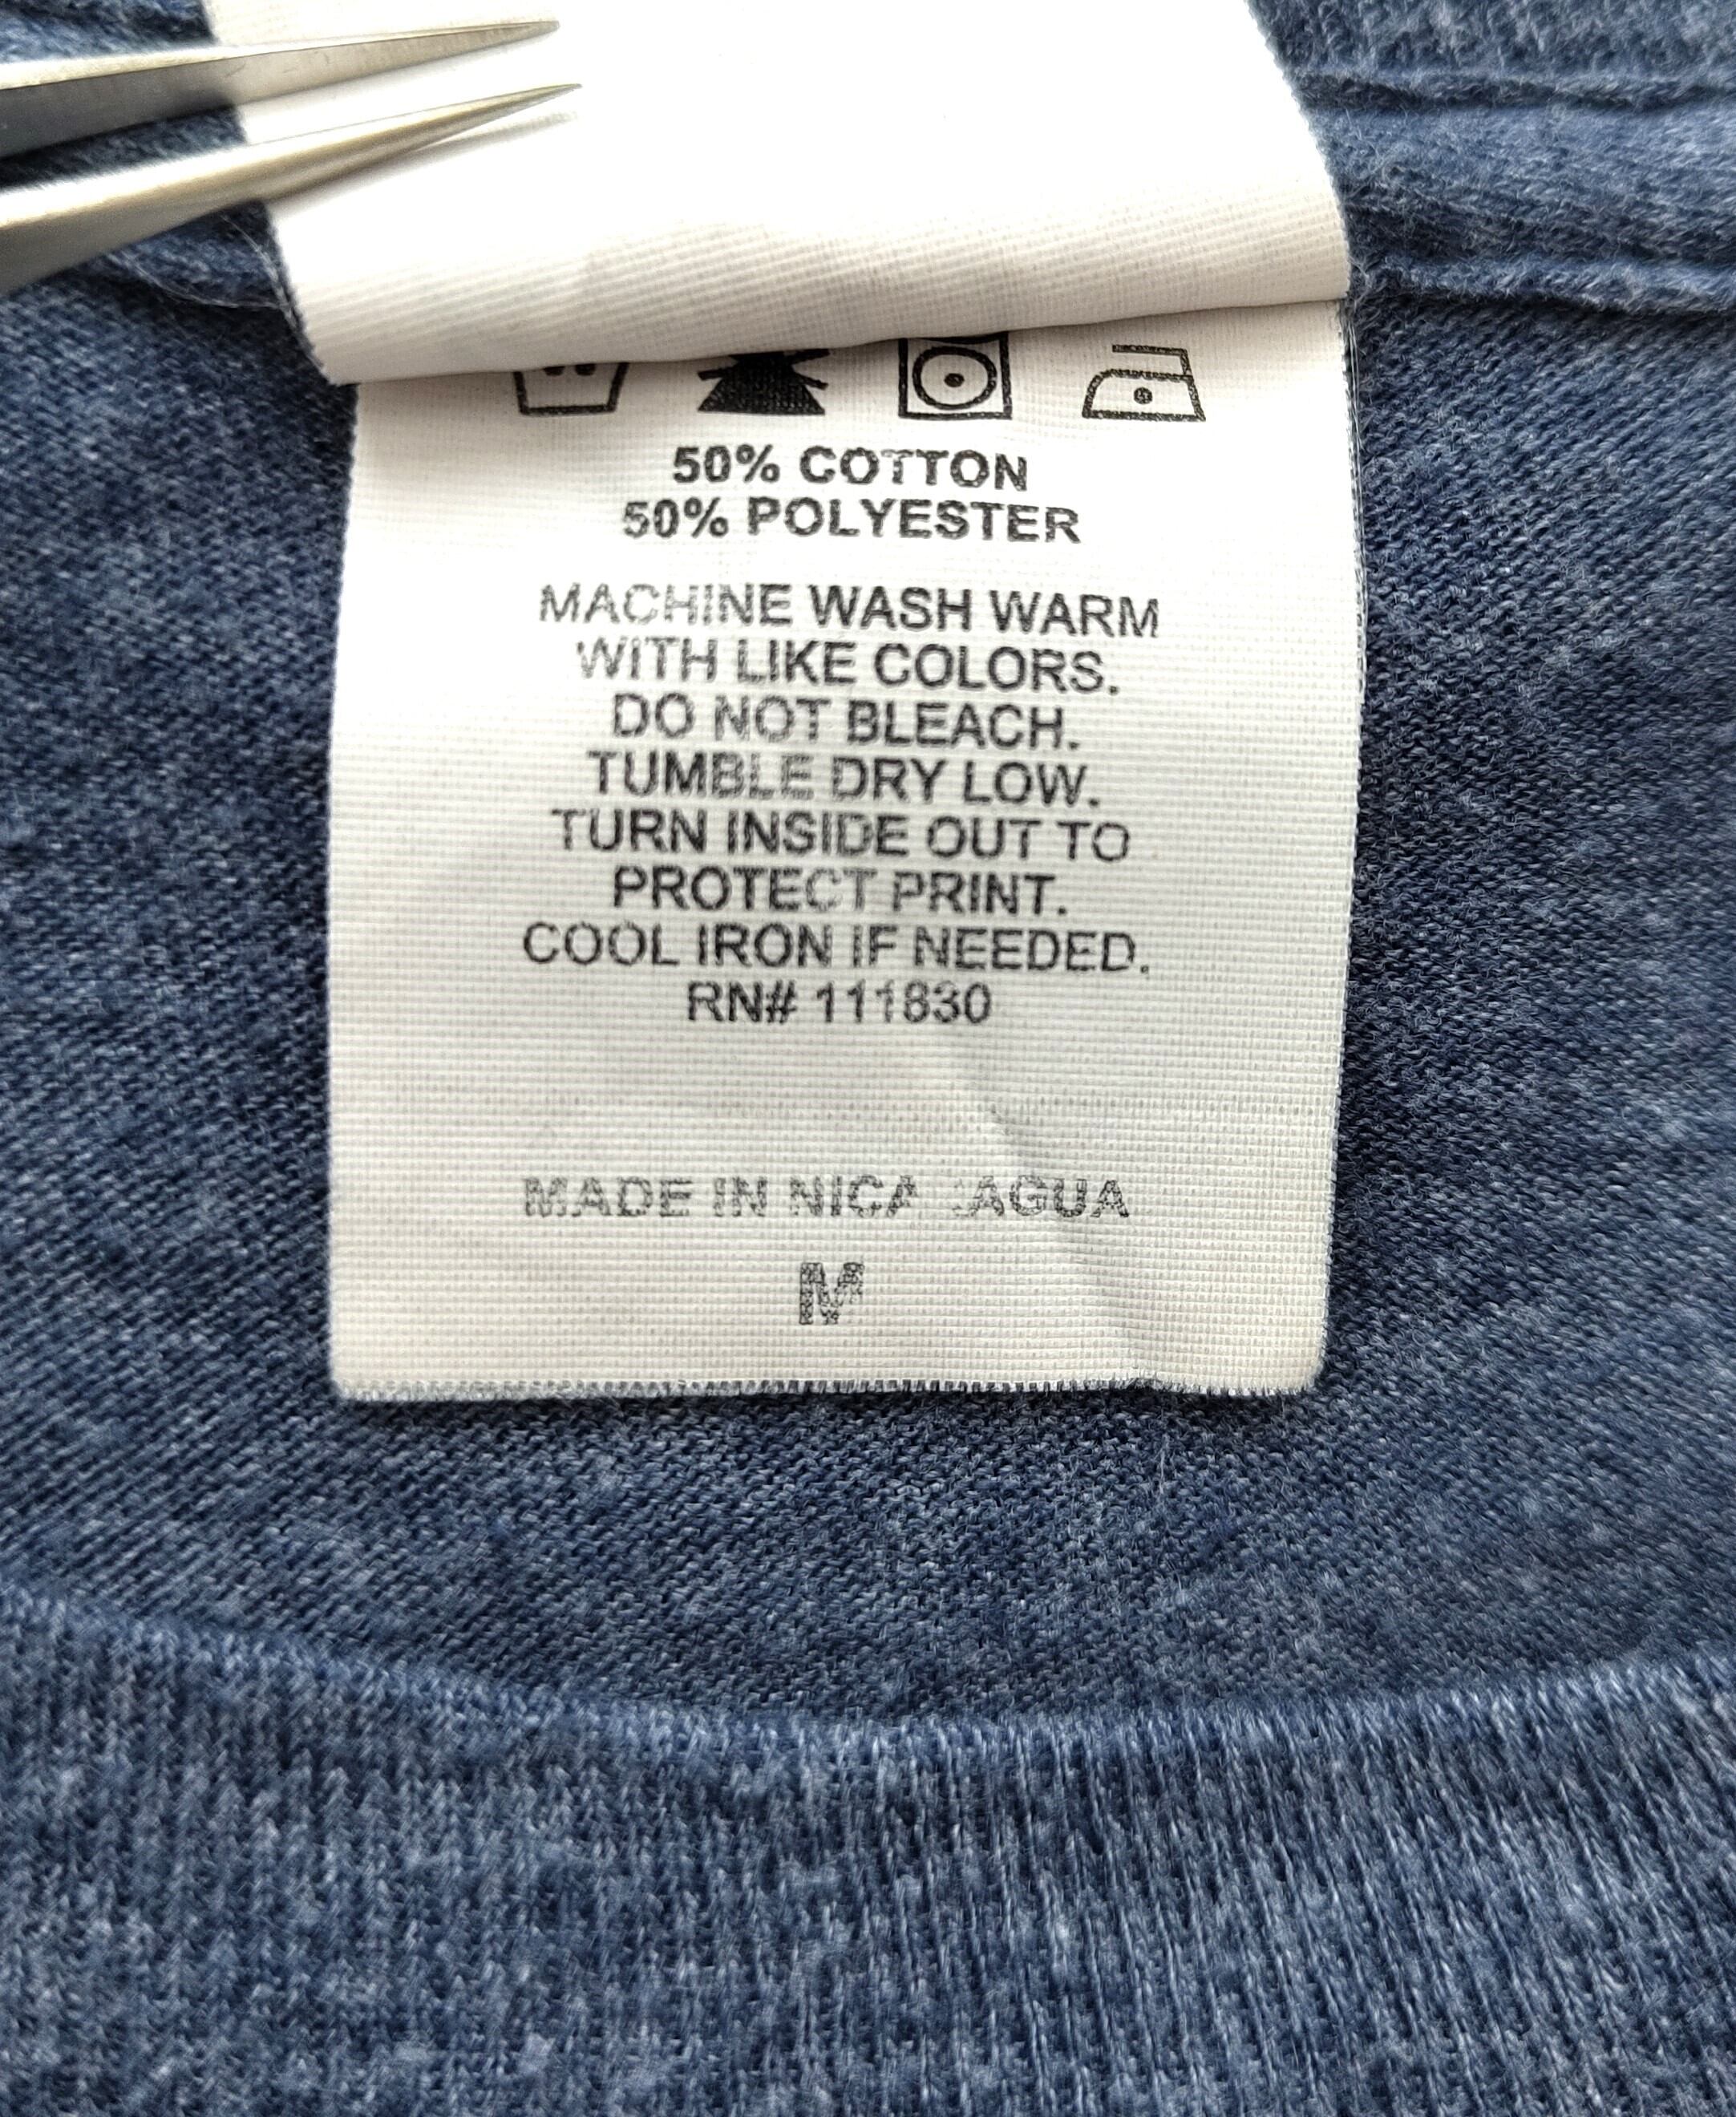 50% COTTON
50% POLYESTER
MACHINE WASH WARM
WITH LIKE COLORS.
DO NOT BLEACH.
TUMBLE DRY LOW.
TURN INSIDE OUT TO
PROTECT PRINT.
COOL IRON IF NEEDED.
RN# 111830
MADE IN NICARAGUA
M